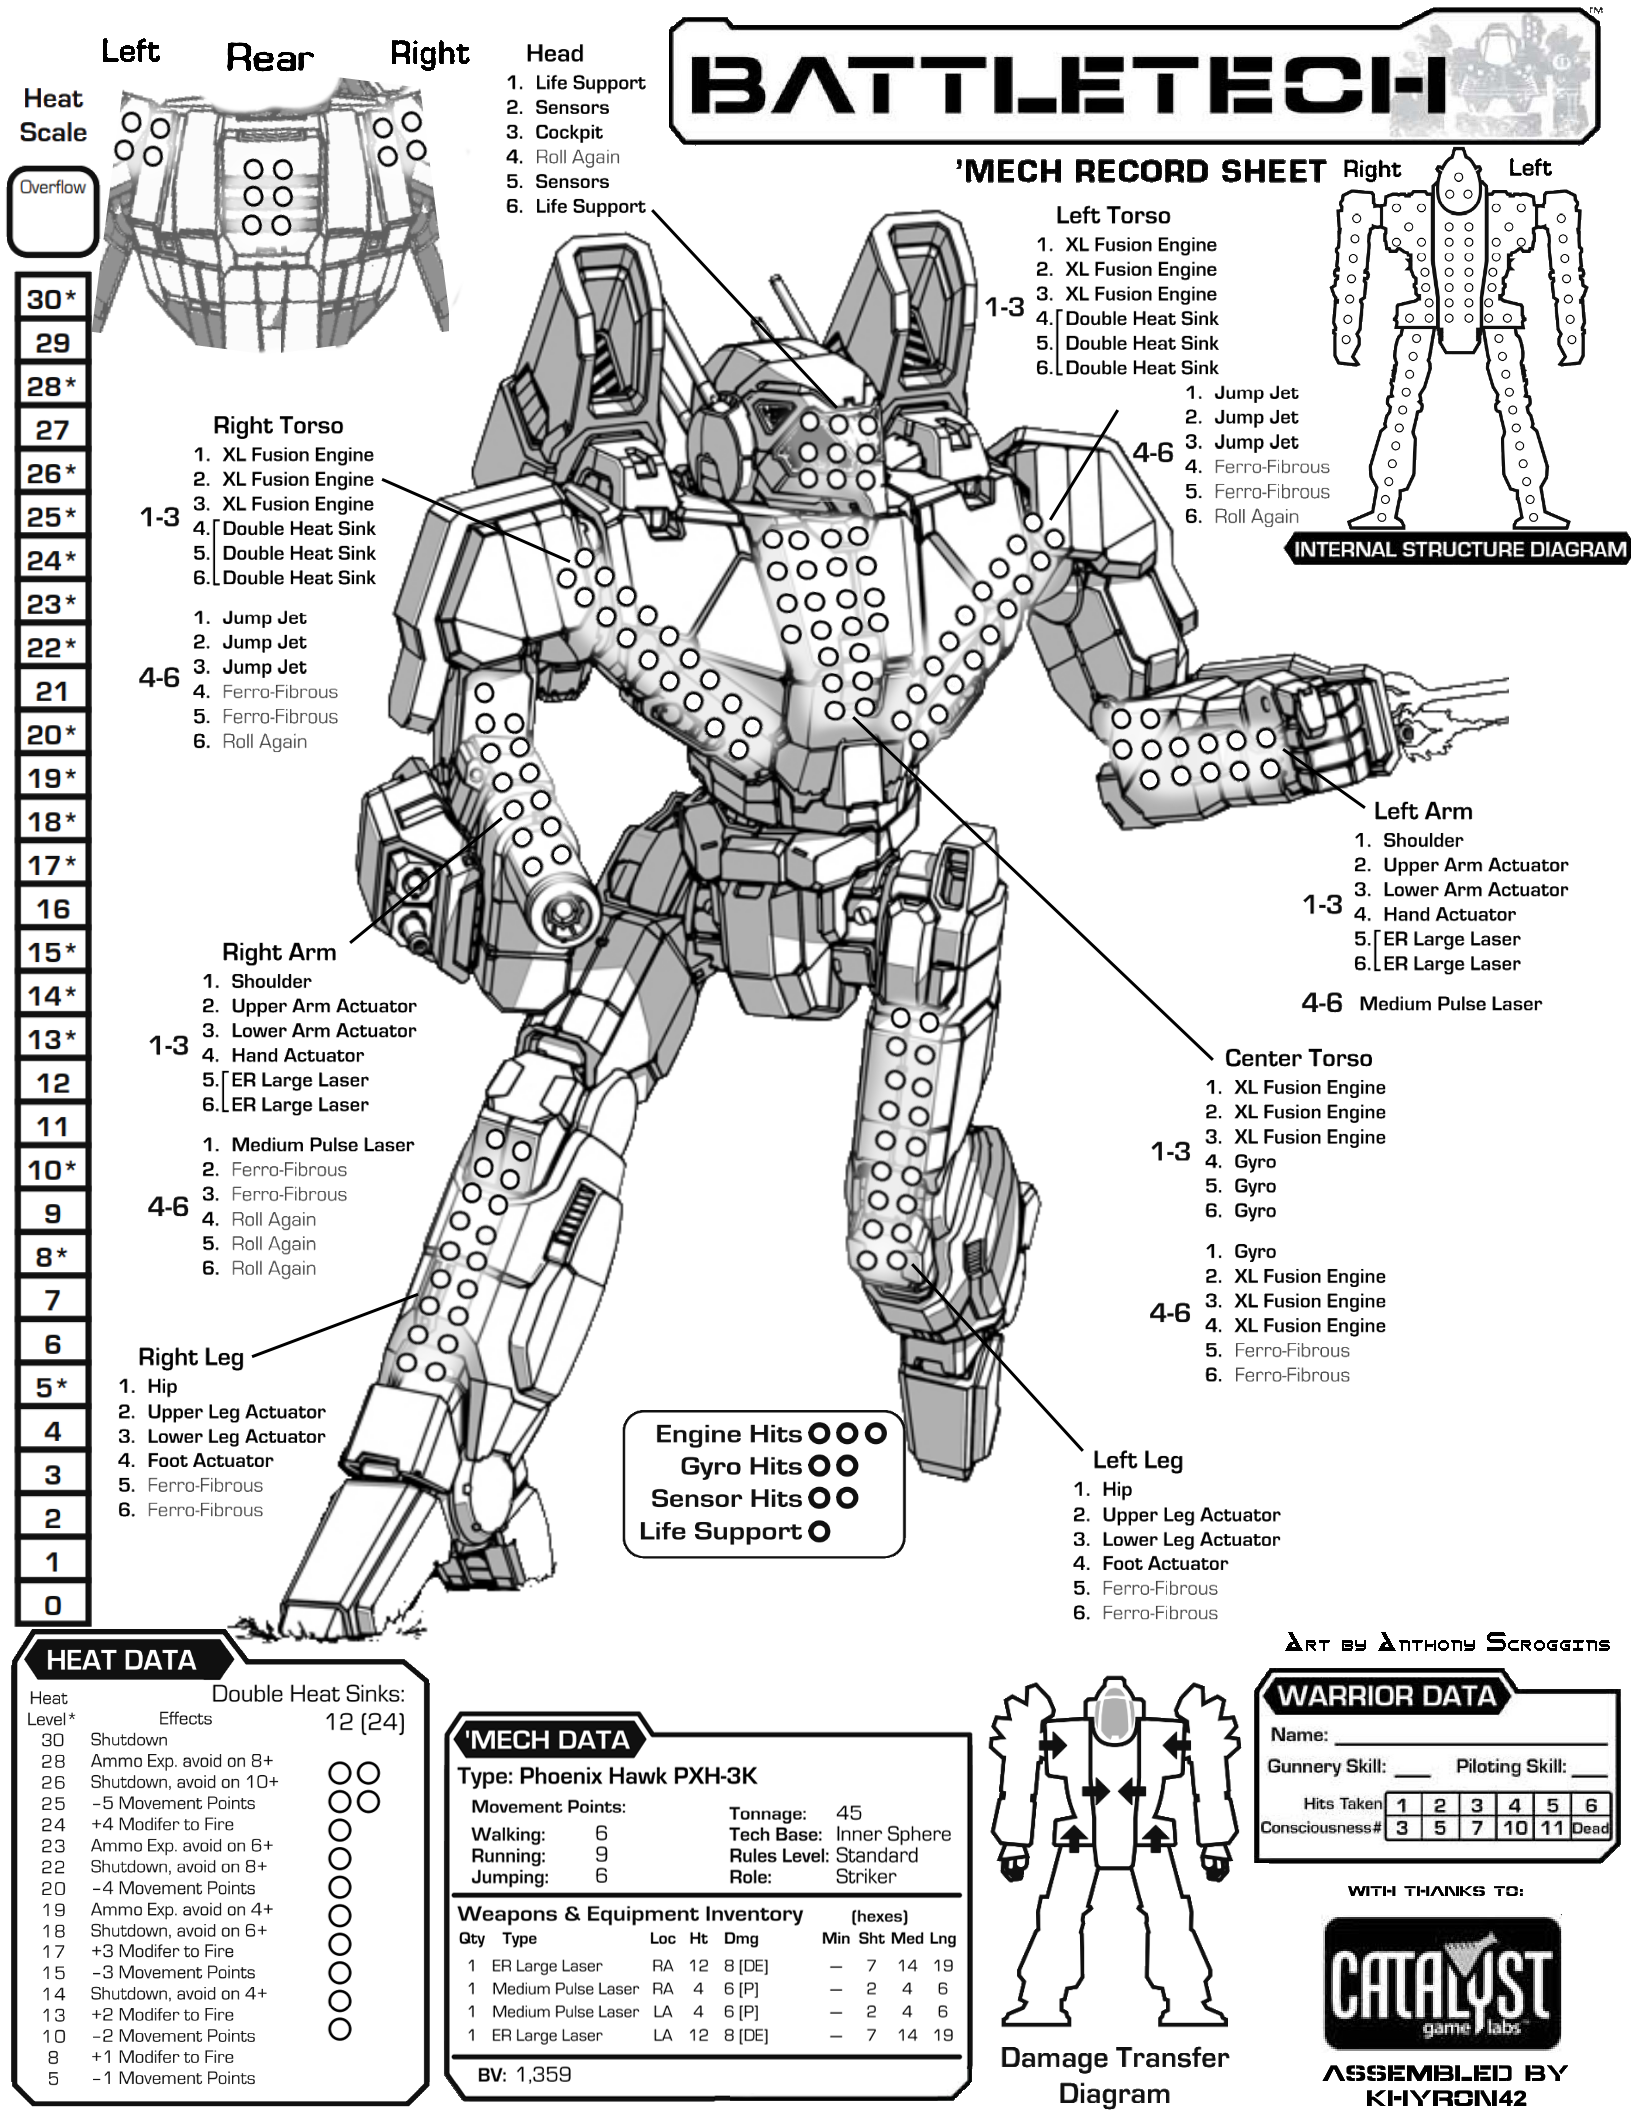 Left Rear Right
Heat
Scale
Overflow
30*
29
28*
27
26*
25*
24*
23*
22*
21
20*
19*
18*
17*
16
15*
14*
13*
12
11
10*
9
8*
7
6
5*
4
3
2
1
0
Head
1. Life Support
2. Sensors
3. Cockpit
4. Roll Again
5. Sensors
6. Life Support
BATTLETECH
TM
'MECH RECORD SHEET
Right Left
INTERNAL STRUCTURE DIAGRAM
Left Torso
1-3
1. XL Fusion Engine
2. XL Fusion Engine
3. XL Fusion Engine
4. Double Heat Sink
5. Double Heat Sink
6. Double Heat Sink
4-6
1. Jump Jet
2. Jump Jet
3. Jump Jet
4. Ferro-Fibrous
5. Ferro-Fibrous
6. Roll Again
Right Torso
1-3
1. XL Fusion Engine
2. XL Fusion Engine
3. XL Fusion Engine
4. Double Heat Sink
5. Double Heat Sink
6. Double Heat Sink
4-6
1. Jump Jet
2. Jump Jet
3. Jump Jet
4. Ferro-Fibrous
5. Ferro-Fibrous
6. Roll Again
Left Arm
1-3
1. Shoulder
2. Upper Arm Actuator
3. Lower Arm Actuator
4. Hand Actuator
5. ER Large Laser
6. ER Large Laser
4-6 Medium Pulse Laser
Right Arm
1-3
1. Shoulder
2. Upper Arm Actuator
3. Lower Arm Actuator
4. Hand Actuator
5. ER Large Laser
6. ER Large Laser
4-6
1. Medium Pulse Laser
2. Ferro-Fibrous
3. Ferro-Fibrous
4. Roll Again
5. Roll Again
6. Roll Again
Center Torso
1-3
1. XL Fusion Engine
2. XL Fusion Engine
3. XL Fusion Engine
4. Gyro
5. Gyro
6. Gyro
4-6
1. Gyro
2. XL Fusion Engine
3. XL Fusion Engine
4. XL Fusion Engine
5. Ferro-Fibrous
6. Ferro-Fibrous
Right Leg
1. Hip
2. Upper Leg Actuator
3. Lower Leg Actuator
4. Foot Actuator
5. Ferro-Fibrous
6. Ferro-Fibrous
Engine Hits
Gyro Hits
Sensor Hits
Life Support
Left Leg
1. Hip
2. Upper Leg Actuator
3. Lower Leg Actuator
4. Foot Actuator
5. Ferro-Fibrous
6. Ferro-Fibrous
HEAT DATA
Double Heat Sinks:
12 (24)
Heat
Level* Effects
30 Shutdown
28 Ammo Exp. avoid on 8+
26 Shutdown, avoid on 10+
25 -5 Movement Points
24 +4 Modifer to Fire
23 Ammo Exp. avoid on 6+
22 Shutdown, avoid on 8+
20 -4 Movement Points
19 Ammo Exp. avoid on 4+
18 Shutdown, avoid on 6+
17 +3 Modifer to Fire
15 -3 Movement Points
14 Shutdown, avoid on 4+
13 +2 Modifer to Fire
10 -2 Movement Points
8 +1 Modifer to Fire
5 -1 Movement Points
'MECH DATA
Type: Phoenix Hawk PXH-3K
Movement Points:
Walking: 6
Running: 9
Jumping: 6
Tonnage: 45
Tech Base: Inner Sphere
Rules Level: Standard
Role: Striker
Weapons & Equipment Inventory (hexes)
Qty Type Loc Ht Dmg Min Sht Med Lng
1 ER Large Laser RA 12 8 [DE] — 7 14 19
1 Medium Pulse Laser RA 4 6 [P] — 2 4 6
1 Medium Pulse Laser LA 4 6 [P] — 2 4 6
1 ER Large Laser LA 12 8 [DE] — 7 14 19
BV: 1,359
Damage Transfer
Diagram
Art by Anthony Scroggins
WARRIOR DATA
Name:
Gunnery Skill: Piloting Skill:
Hits Taken 1 2 3 4 5 6
Consciousness# 3 5 7 10 11 Dead
WITH THANKS TO:
CATALYST
game labs
ASSEMBLED BY
KHYRON42